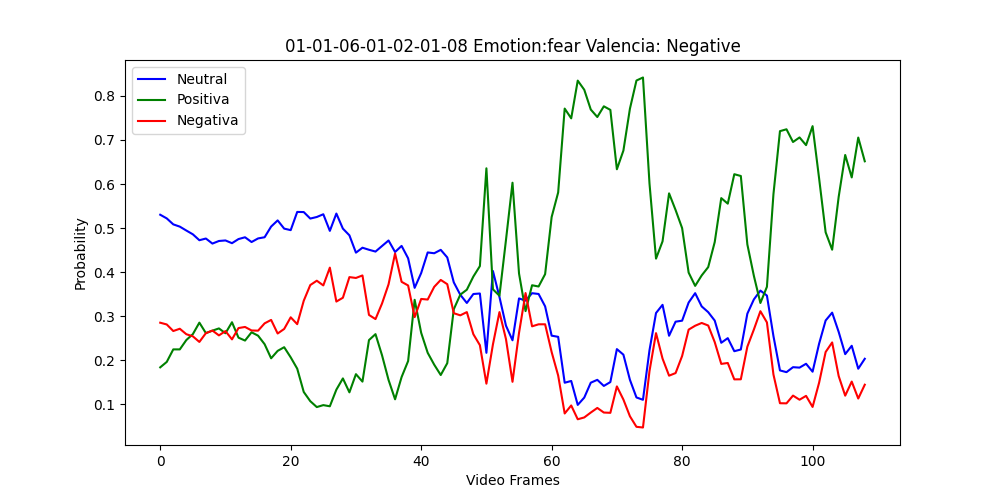 01-01-06-01-02-01-08 Emotion:fear Valencia: Negative
Neutral
Positiva
Negativa
Probability
0.8
0.7
0.6
0.5
0.4
0.3
0.2
0.1
0 20 40 60 80 100
Video Frames